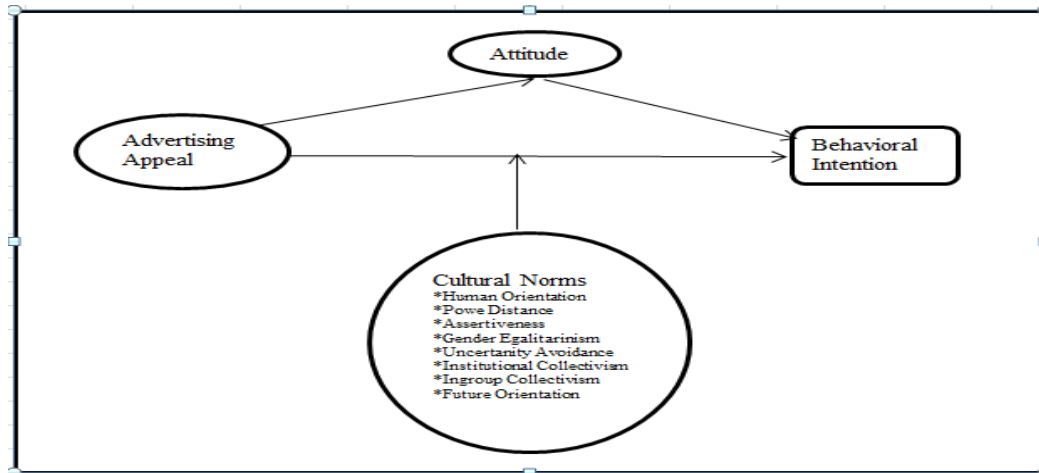 Attitude
Advertising
Appeal
Behavioral
Intention
Cultural Norms
*Human Orientation
*Powe Distance
*Assertiveness
*Gender Egalitarinism
*Uncertanity Avoidance
*Institutional Collectivism
*Ingroup Collectivism
*Future Orientation